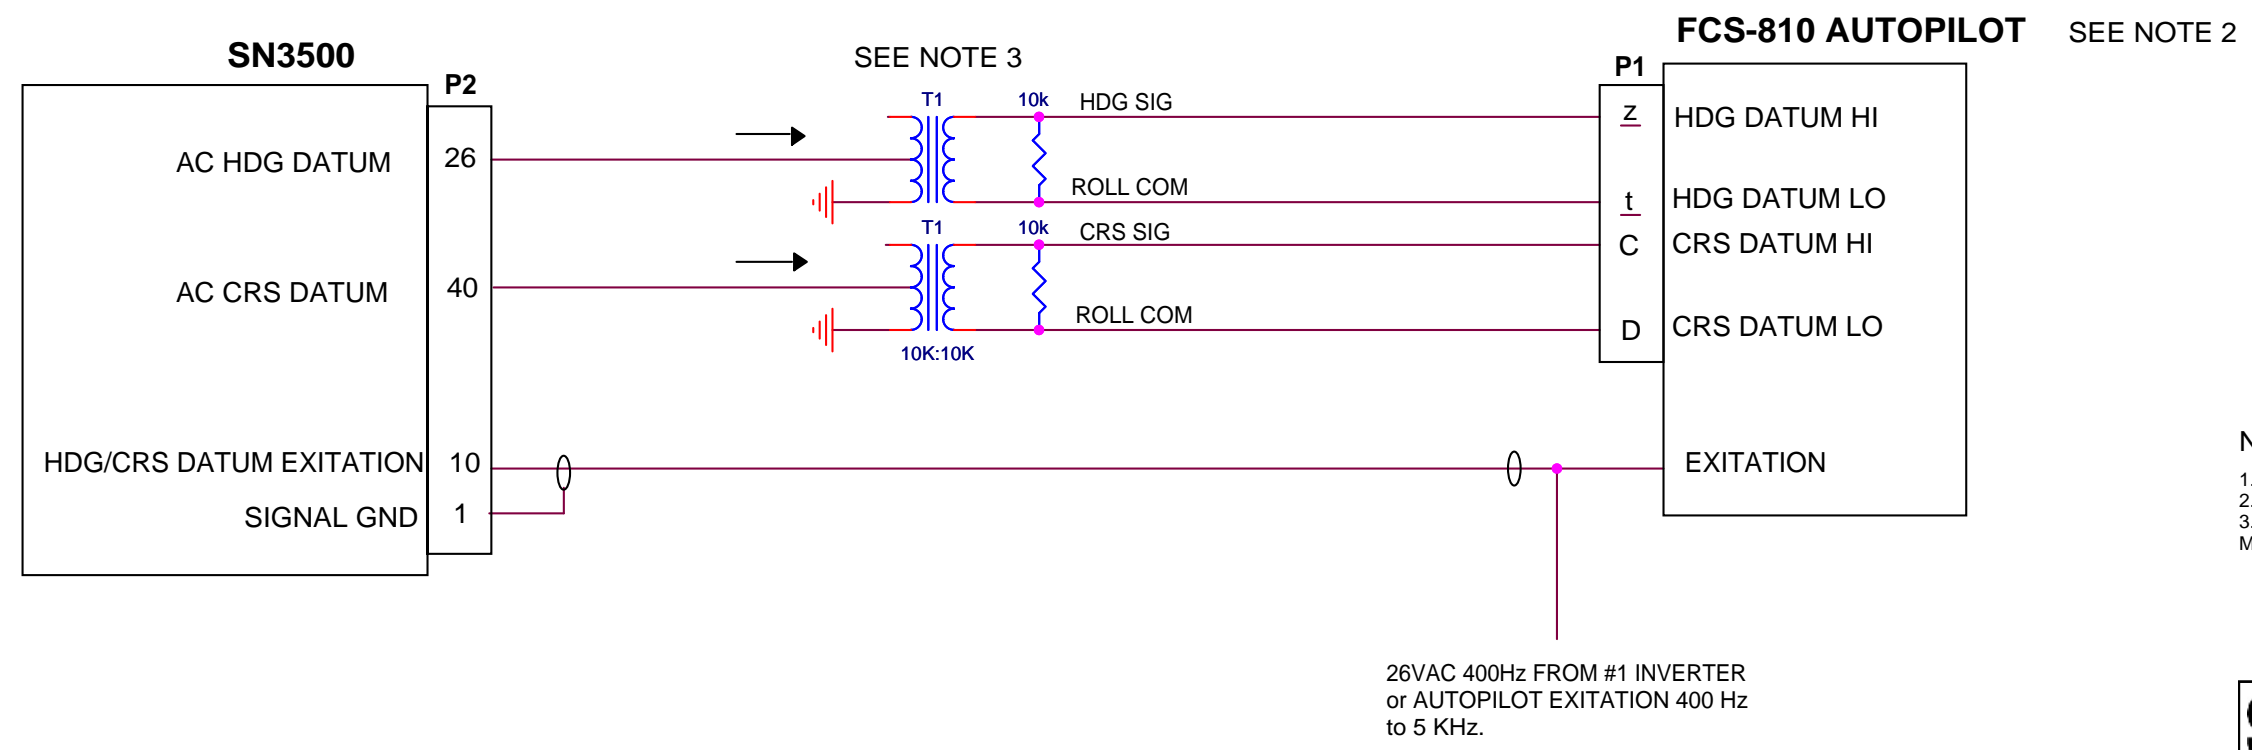 FCS-810 AUTOPILOT SEE NOTE 2
SN3500
SEE NOTE 3
P2
P1
T1
10k
HDG SIG
z
HDG DATUM HI
AC HDG DATUM
26
ROLL COM
t
HDG DATUM LO
T1
10k
CRS SIG
C
CRS DATUM HI
AC CRS DATUM
40
ROLL COM
D
CRS DATUM LO
10K:10K
HDG/CRS DATUM EXITATION
10
EXITATION
SIGNAL GND
1
N
1.
2.
3.
M
26VAC 400Hz FROM #1 INVERTER
or AUTOPILOT EXITATION 400 Hz
to 5 KHz.